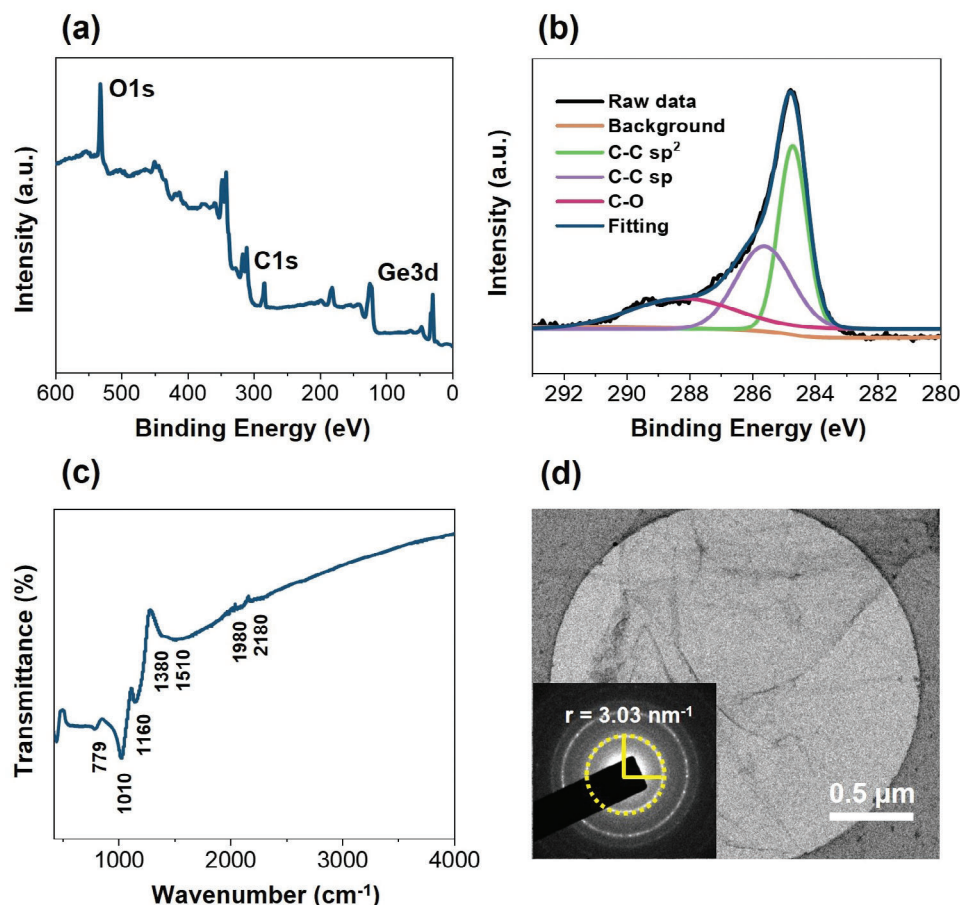 (a)
O1s
C1s
Ge3d
Intensity (a.u.)
600 500 400 300 200 100 0
Binding Energy (eV)
(b)
Raw data
Background
C-C sp²
C-C sp
C-O
Fitting
Intensity (a.u.)
292 290 288 286 284 282 280
Binding Energy (eV)
(c)
Transmittance (%)
779
1010
1160
1380
1510
1980
2180
1000 2000 3000 4000
Wavenumber (cm⁻¹)
(d)
r = 3.03 nm⁻¹
0.5 μm